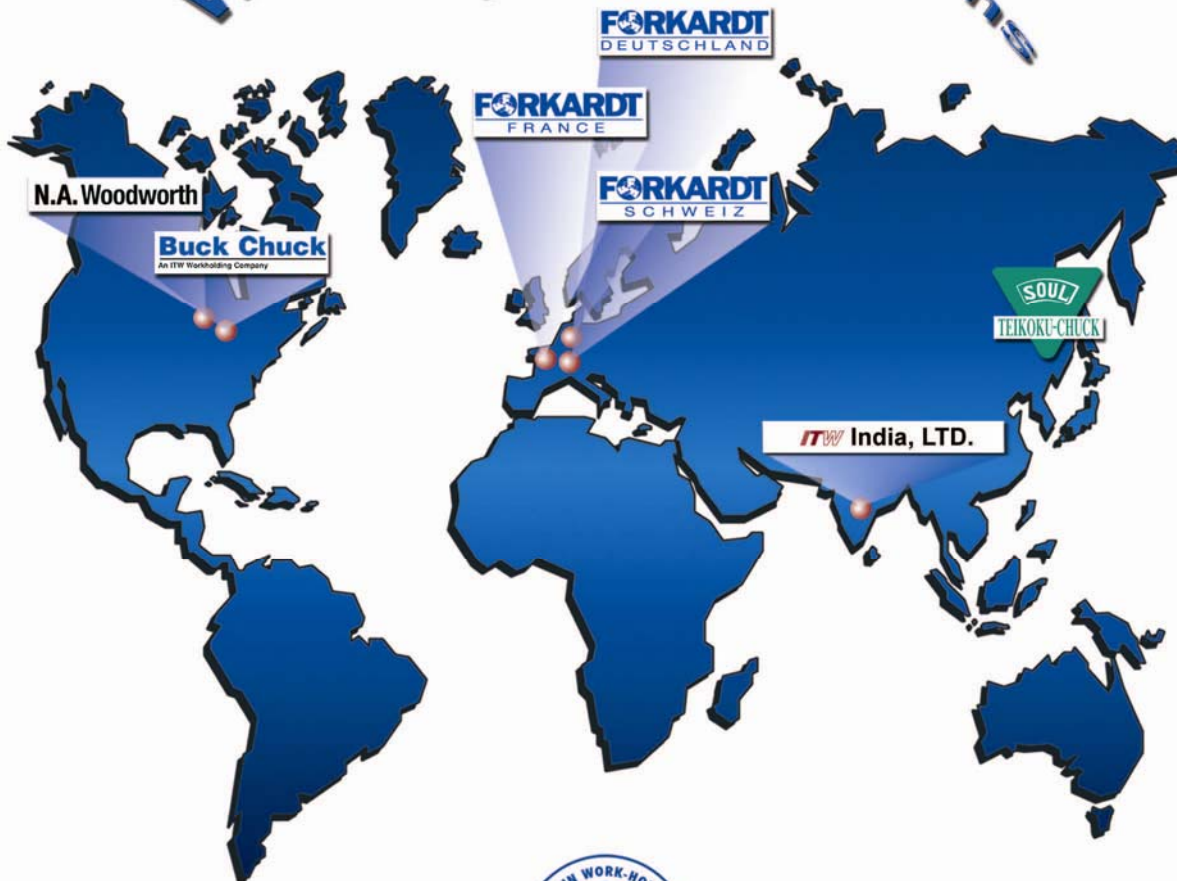 FORKARDT
DEUTSCHLAND
FORKARDT
FRANCE
N.A. Woodworth
FORKARDT
SCHWEIZ
Buck Chuck
An ITW Workholding Company
SOUL
TEIKOKU-CHUCK
ITW India, LTD.
IN WORK-HO